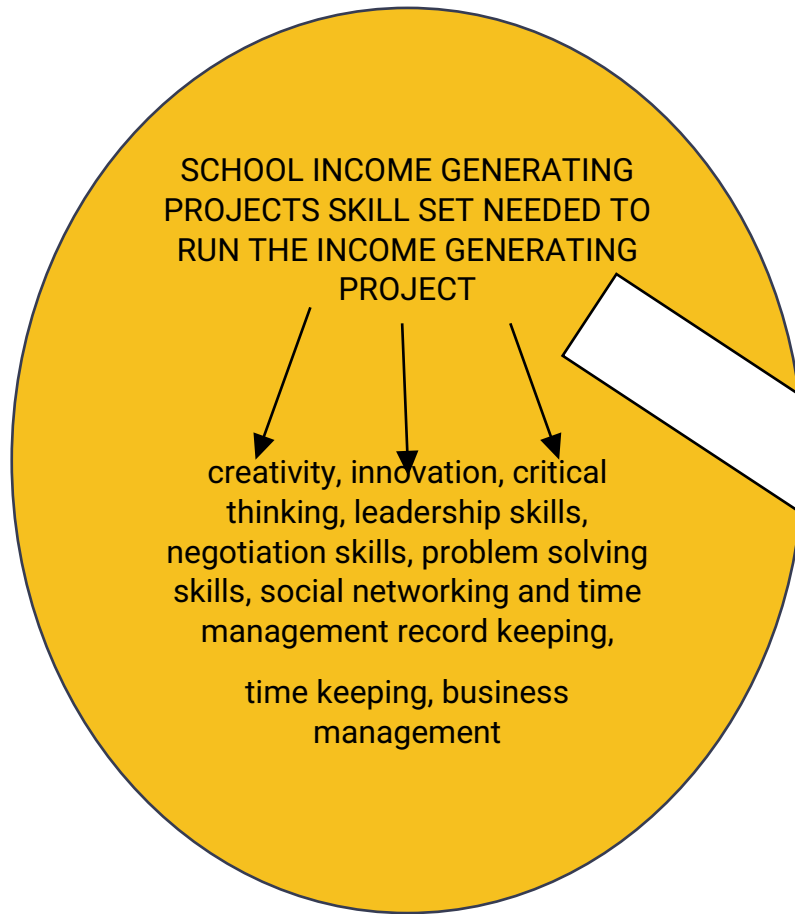 SCHOOL INCOME GENERATING
PROJECTS SKILL SET NEEDED TO
RUN THE INCOME GENERATING
PROJECT
creativity, innovation, critical
thinking, leadership skills,
negotiation skills, problem solving
skills, social networking and time
management record keeping,
time keeping, business
management